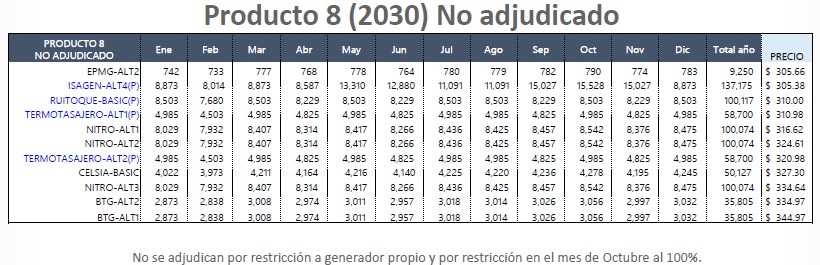 Producto 8 (2030) No adjudicado
PRODUCTO 8 NO ADJUDICADO Ene Feb Mar Abr May Jun Jul Ago Sep Oct Nov Dic Total año PRECIO
EPMG-ALT2 742 733 777 768 778 764 780 779 782 790 774 783 9,250 $ 305.66
ISAGEN-ALT4(P) 8,873 8,014 8,873 8,587 13,310 12,880 11,091 11,091 15,027 15,528 15,027 8,873 137,175 $ 305.38
RUITOQUE-BASIC(P) 8,503 7,680 8,503 8,229 8,503 8,229 8,503 8,503 8,229 8,503 8,229 8,503 100,117 $ 310.00
TERMOTASAJERO-ALT1(P) 4,985 4,503 4,985 4,825 4,985 4,825 4,985 4,985 4,825 4,985 4,825 4,985 58,700 $ 310.98
NITRO-ALT1 8,029 7,932 8,407 8,314 8,417 8,266 8,436 8,425 8,457 8,542 8,376 8,475 100,074 $ 316.62
NITRO-ALT2 8,029 7,932 8,407 8,314 8,417 8,266 8,436 8,425 8,457 8,542 8,376 8,475 100,074 $ 324.61
TERMOTASAJERO-ALT2(P) 4,985 4,503 4,985 4,825 4,985 4,825 4,985 4,985 4,825 4,985 4,825 4,985 58,700 $ 320.98
CELSIA-BASIC 4,022 3,973 4,211 4,164 4,216 4,140 4,225 4,220 4,236 4,278 4,195 4,245 50,127 $ 327.30
NITRO-ALT3 8,029 7,932 8,407 8,314 8,417 8,266 8,436 8,425 8,457 8,542 8,376 8,475 100,074 $ 334.64
BTG-ALT2 2,873 2,838 3,008 2,974 3,011 2,957 3,018 3,014 3,026 3,056 2,997 3,032 35,805 $ 334.97
BTG-ALT1 2,873 2,838 3,008 2,974 3,011 2,957 3,018 3,014 3,026 3,056 2,997 3,032 35,805 $ 344.97
No se adjudican por restricción a generador propio y por restricción en el mes de Octubre al 100%.